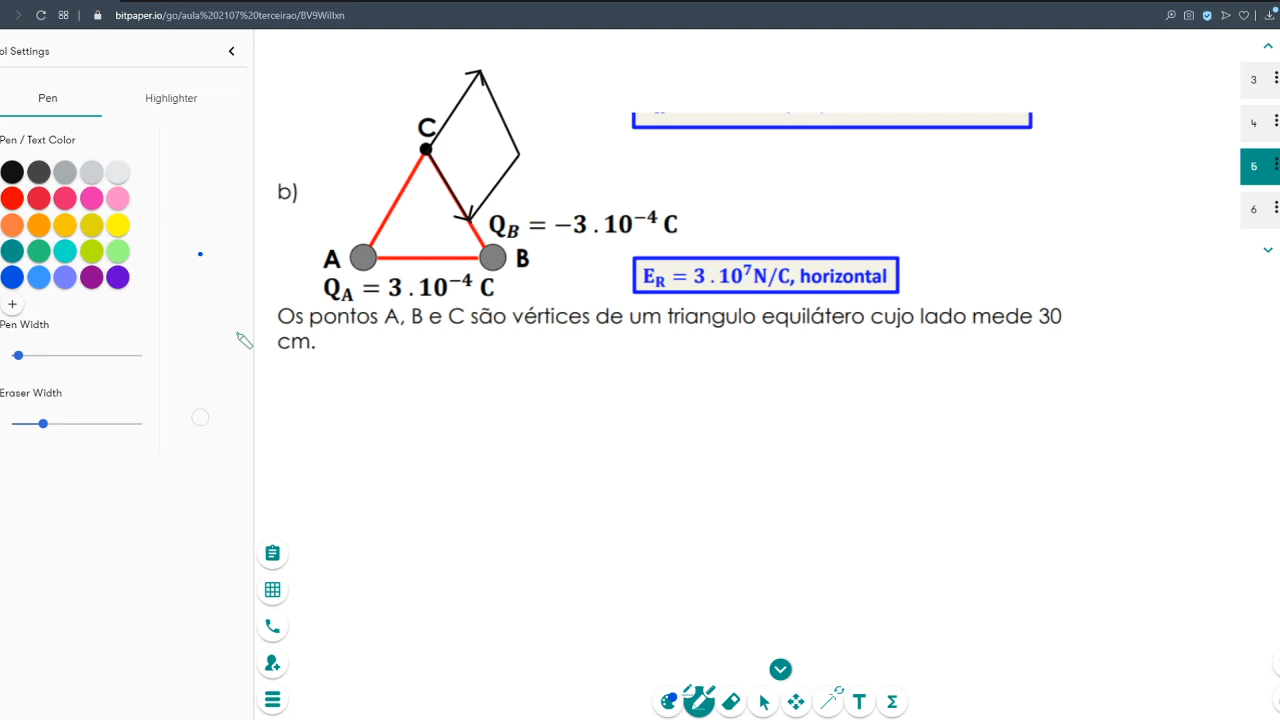 bitpaper.io/go/aula%202107%20terceirao/BV9Willxn
ol Settings
Pen
Highlighter
Pen / Text Color
+
Pen Width
Eraser Width
b)
C
A
B
Q_B = −3 . 10⁻⁴ C
Q_A = 3 . 10⁻⁴ C
E_R = 3 . 10⁷N/C, horizontal
Os pontos A, B e C são vértices de um triangulo equilátero cujo lado mede 30
cm.
3
4
5
6
T
Σ